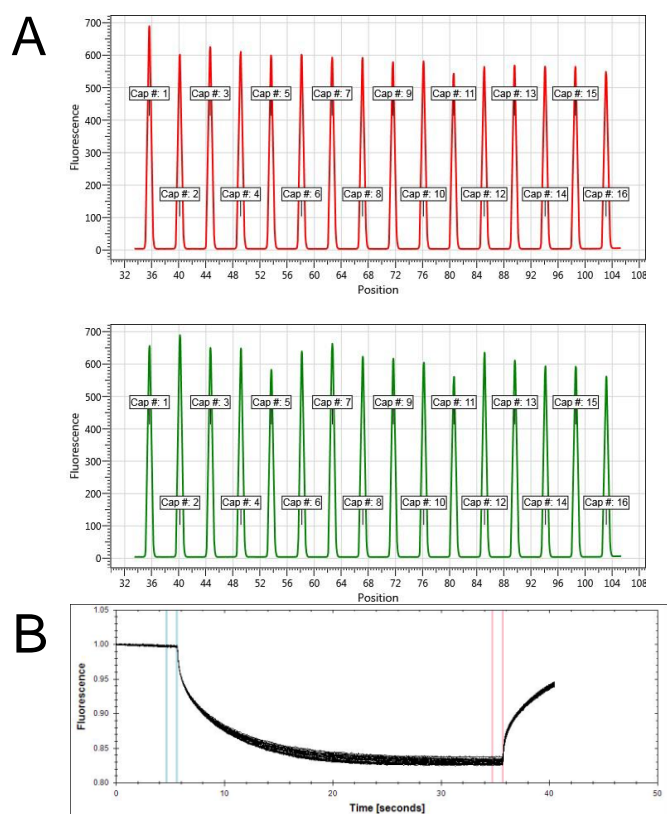 A
700
600
500
400
300
200
100
0
Fluorescence
Cap #: 1 Cap #: 3 Cap #: 5 Cap #: 7 Cap #: 9 Cap #: 11 Cap #: 13 Cap #: 15
Cap #: 2 Cap #: 4 Cap #: 6 Cap #: 8 Cap #: 10 Cap #: 12 Cap #: 14 Cap #: 16
32 36 40 44 48 52 56 60 64 68 72 76 80 84 88 92 96 100 104 108
Position
700
600
500
400
300
200
100
0
Fluorescence
Cap #: 1 Cap #: 3 Cap #: 5 Cap #: 7 Cap #: 9 Cap #: 11 Cap #: 13 Cap #: 15
Cap #: 2 Cap #: 4 Cap #: 6 Cap #: 8 Cap #: 10 Cap #: 12 Cap #: 14 Cap #: 16
32 36 40 44 48 52 56 60 64 68 72 76 80 84 88 92 96 100 104 108
Position
B
1.05
1.00
0.95
0.90
0.85
0.80
Fluorescence
0 10 20 30 40 50
Time [seconds]